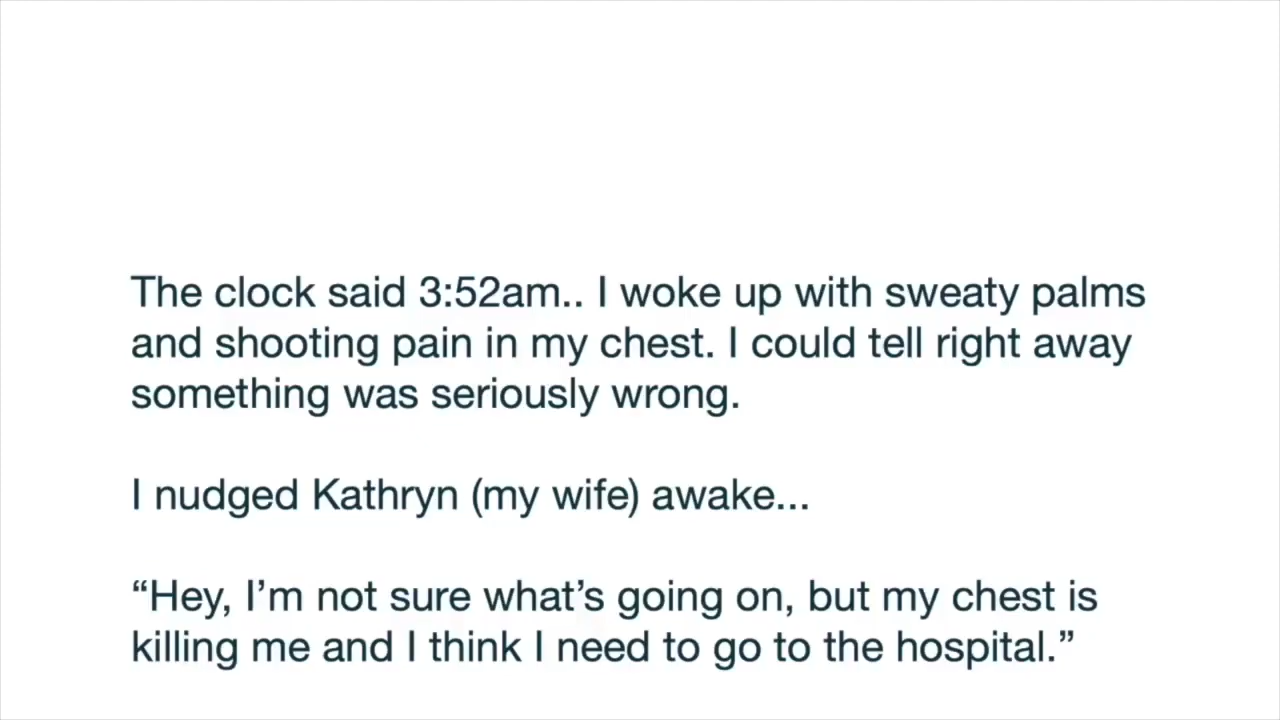 The clock said 3:52am.. I woke up with sweaty palms
and shooting pain in my chest. I could tell right away
something was seriously wrong.
I nudged Kathryn (my wife) awake...
“Hey, I’m not sure what’s going on, but my chest is
killing me and I think I need to go to the hospital.”